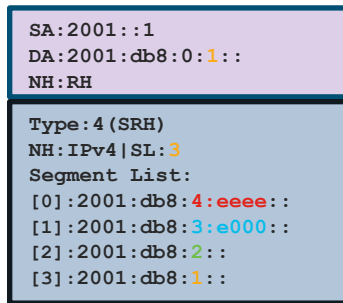 SA:2001::1
DA:2001:db8:0:1::
NH:RH
Type:4(SRH)
NH:IPv4|SL:3
Segment List:
[0]:2001:db8:4:eeee::
[1]:2001:db8:3:e000::
[2]:2001:db8:2::
[3]:2001:db8:1::